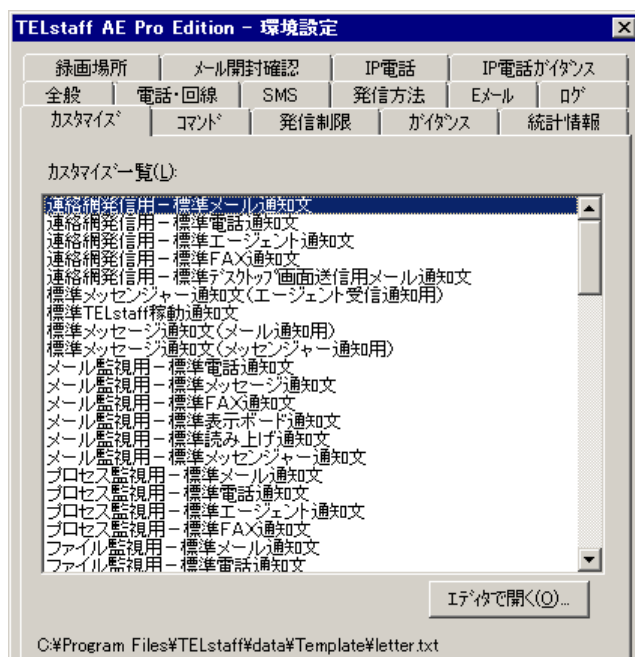 TELstaff AE Pro Edition - 環境設定
録画場所 メール開封確認 IP電話 IP電話ガイダンス
全般 電話・回線 SMS 発信方法 Eメール ログ
カスタマイズ コマンド 発信制限 ガイダンス 統計情報
カスタマイズ一覧(L):
連絡網発信用-標準メール通知文
連絡網発信用-標準電話通知文
連絡網発信用-標準エージェント通知文
連絡網発信用-標準FAX通知文
連絡網発信用-標準デスクトップ画面送信用メール通知文
標準メッセンジャー通知文(エージェント受信通知用)
標準TELstaff稼動通知文
標準メッセージ通知文(メール通知用)
標準メッセージ通知文(メッセンジャー通知用)
メール監視用-標準電話通知文
メール監視用-標準メッセージ通知文
メール監視用-標準FAX通知文
メール監視用-標準表示ボード通知文
メール監視用-標準読み上げ通知文
メール監視用-標準メッセンジャー通知文
プロセス監視用-標準メール通知文
プロセス監視用-標準電話通知文
プロセス監視用-標準エージェント通知文
プロセス監視用-標準FAX通知文
ファイル監視用-標準メール通知文
ファイル監視用-標準電話通知文
エディタで開く(O)...
C:¥Program Files¥TELstaff¥data¥Template¥letter.txt